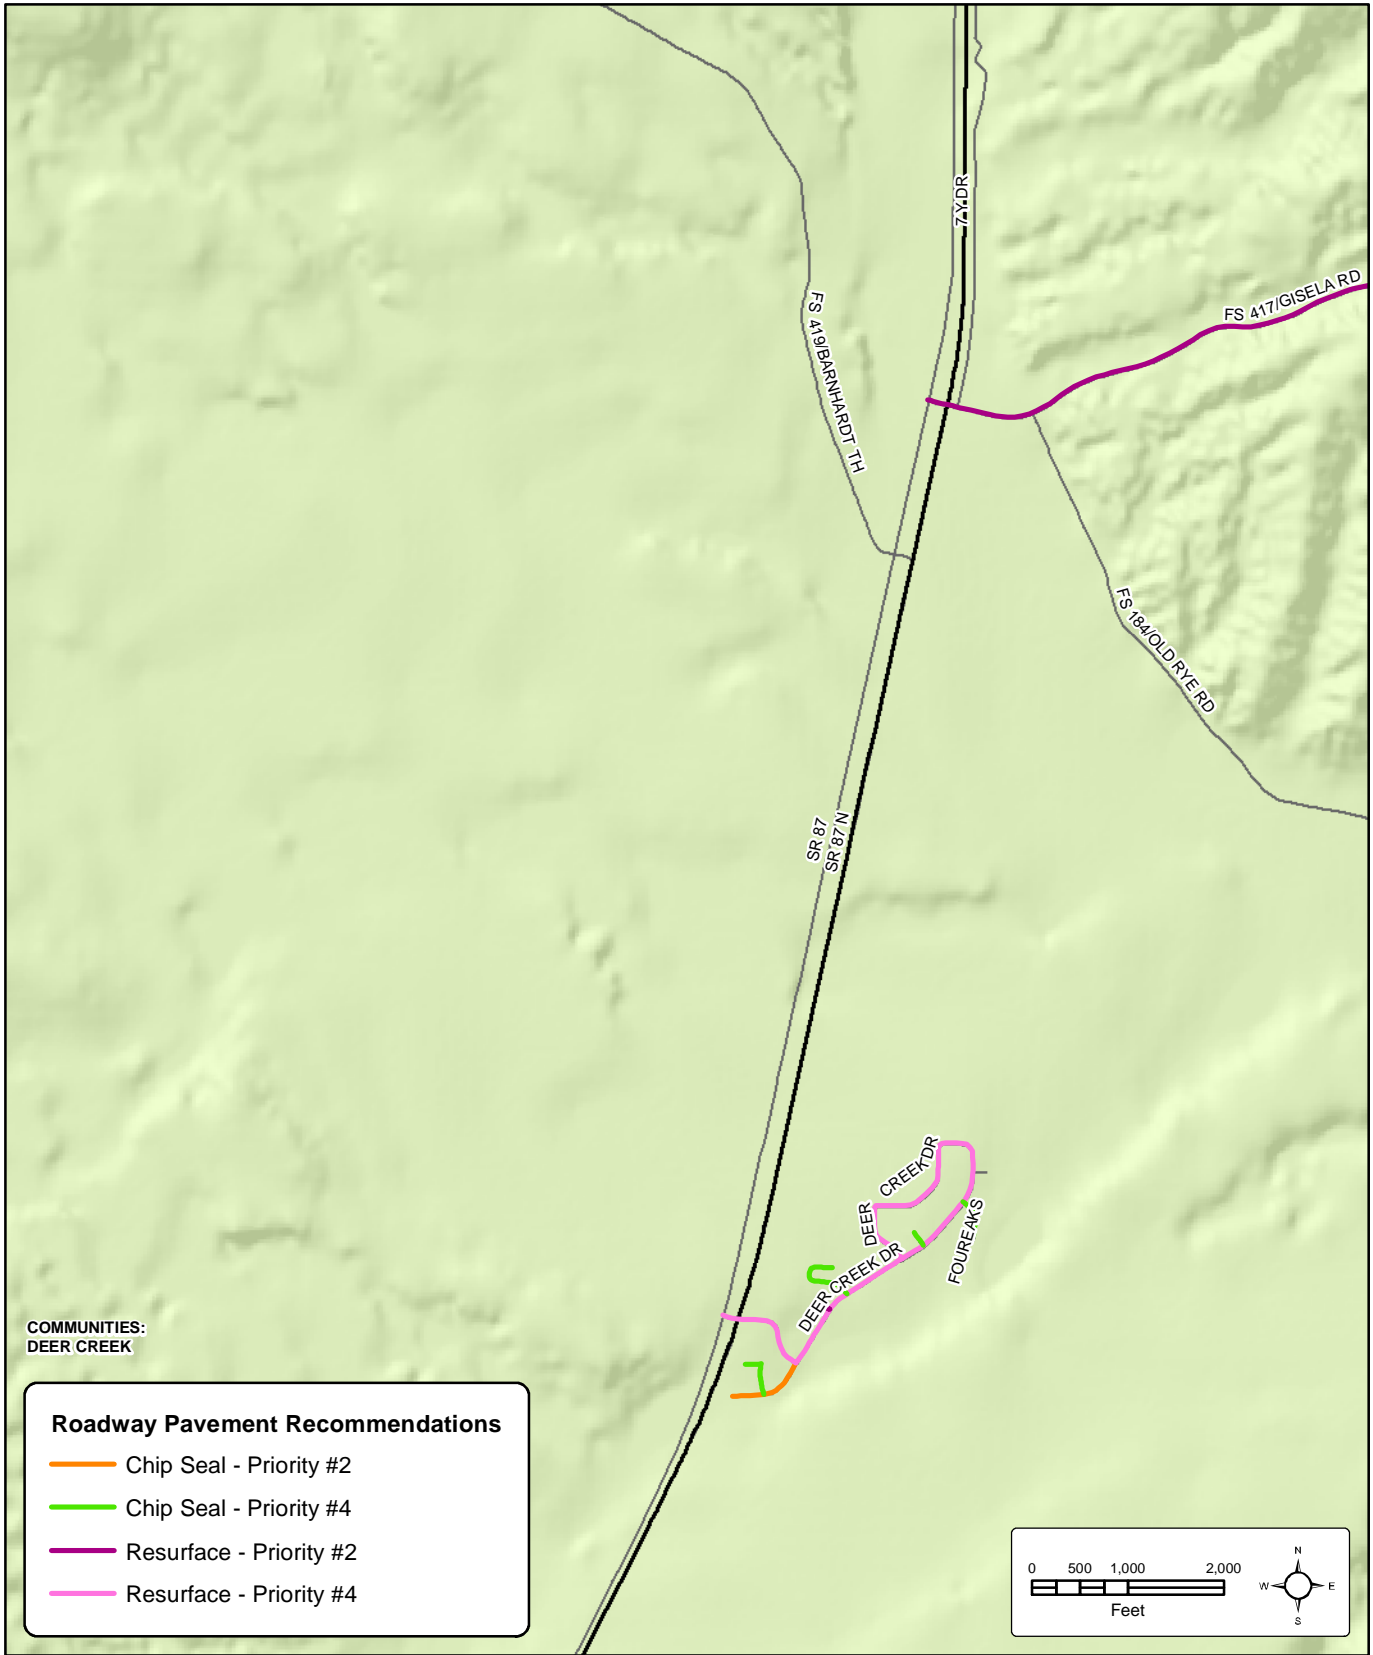 7 Y DR
FS 417/GISELA RD
FS 419/BARNHARDT TH
FS 184/OLD RYE RD
SR 87
SR 87 N
DEER CREEK DR
DEER CREEK DR
FOUREAKS
COMMUNITIES:
DEER CREEK
Roadway Pavement Recommendations
Chip Seal - Priority #2
Chip Seal - Priority #4
Resurface - Priority #2
Resurface - Priority #4
0 500 1,000 2,000
Feet
N
W E
S